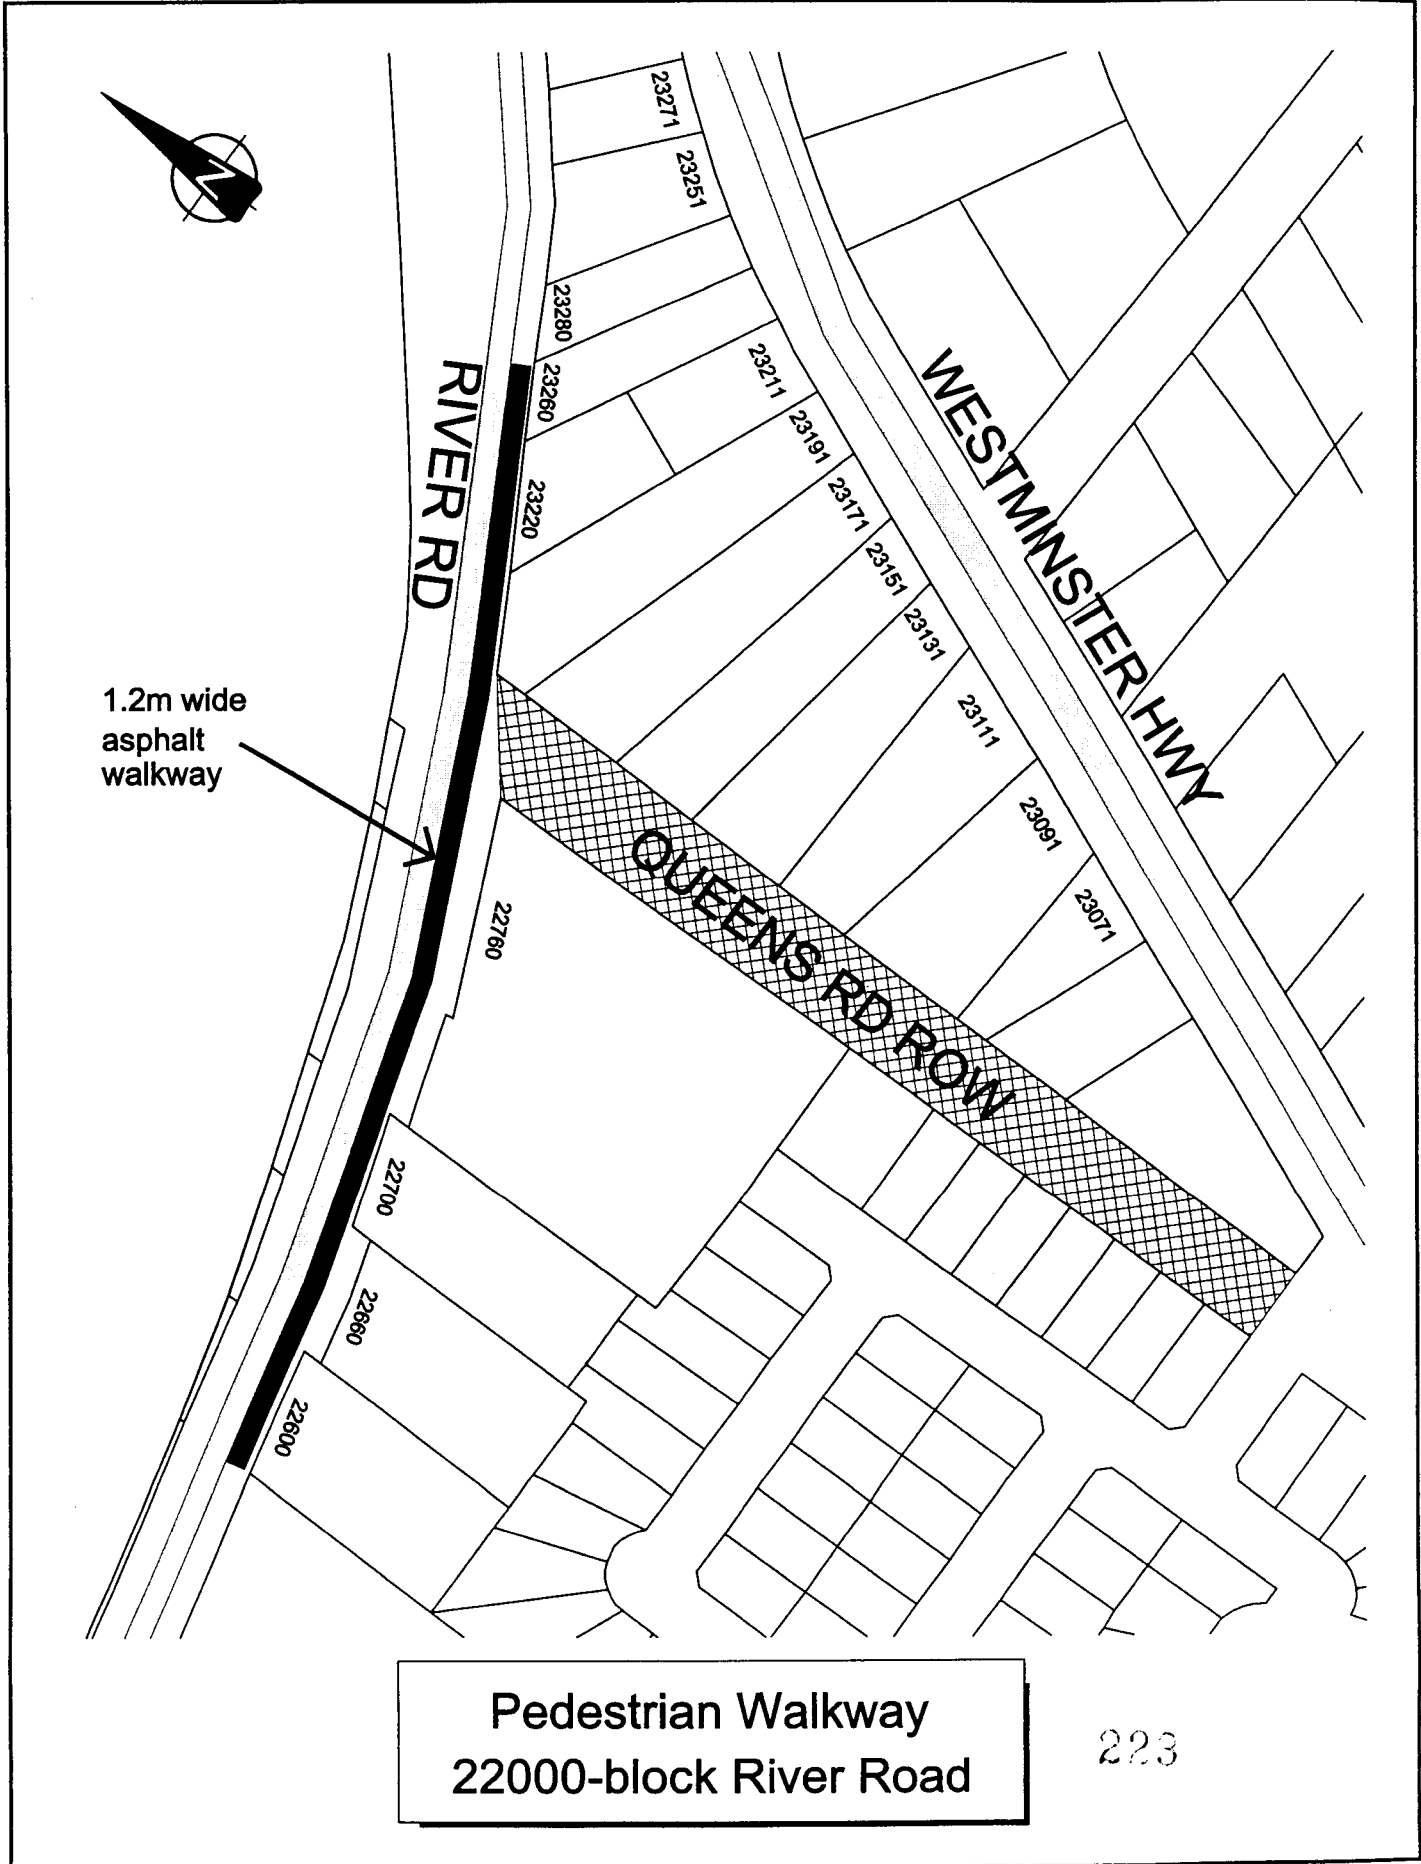 23271
23251
N
23280
23260
23220
RIVER RD
23211
23191
23171
23151
23131
23111
23091
23071
WESTMINSTER HWY
1.2m wide
asphalt
walkway
QUEENS RD ROW
22760
22700
22660
22600
Pedestrian Walkway
22000-block River Road
223